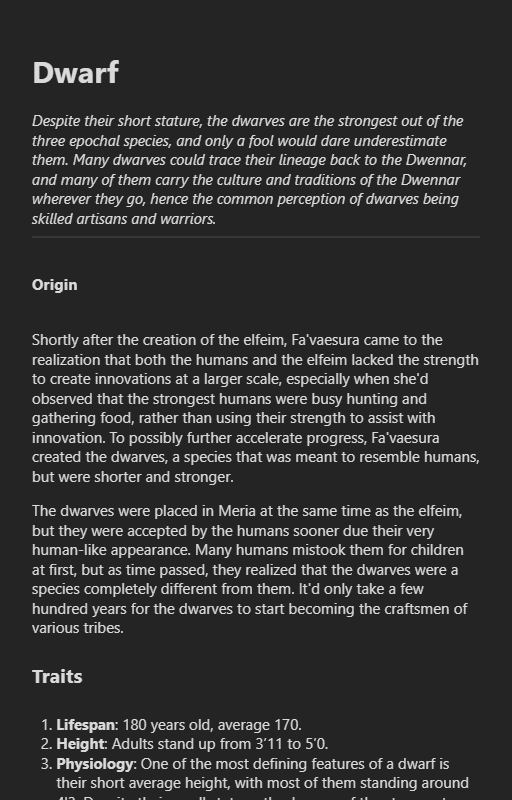 Dwarf
Despite their short stature, the dwarves are the strongest out of the
three epochal species, and only a fool would dare underestimate
them. Many dwarves could trace their lineage back to the Dwennar,
and many of them carry the culture and traditions of the Dwennar
wherever they go, hence the common perception of dwarves being
skilled artisans and warriors.
Origin
Shortly after the creation of the elfeim, Fa'vaesura came to the
realization that both the humans and the elfeim lacked the strength
to create innovations at a larger scale, especially when she'd
observed that the strongest humans were busy hunting and
gathering food, rather than using their strength to assist with
innovation. To possibly further accelerate progress, Fa'vaesura
created the dwarves, a species that was meant to resemble humans,
but were shorter and stronger.
The dwarves were placed in Meria at the same time as the elfeim,
but they were accepted by the humans sooner due their very
human-like appearance. Many humans mistook them for children
at first, but as time passed, they realized that the dwarves were a
species completely different from them. It'd only take a few
hundred years for the dwarves to start becoming the craftsmen of
various tribes.
Traits
1. Lifespan: 180 years old, average 170.
2. Height: Adults stand up from 3'11 to 5'0.
3. Physiology: One of the most defining features of a dwarf is
their short average height, with most of them standing around